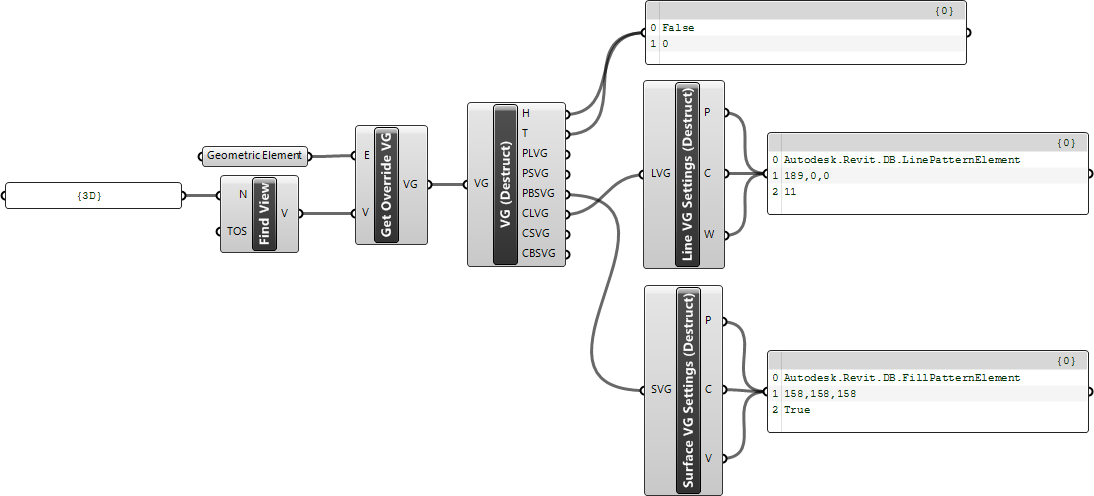 {3D}
N
TOS
Find View
V
Geometric Element
E
V
Get Override VG
VG
VG
VG (Destruct)
H
T
PLVG
PSVG
PBSVG
CLVG
CSVG
CBSVG
{0}
0 False
1 0
LVG
Line VG Settings (Destruct)
P
C
W
{0}
0 Autodesk.Revit.DB.LinePatternElement
1 189,0,0
2 11
SVG
Surface VG Settings (Destruct)
P
C
V
{0}
0 Autodesk.Revit.DB.FillPatternElement
1 158,158,158
2 True